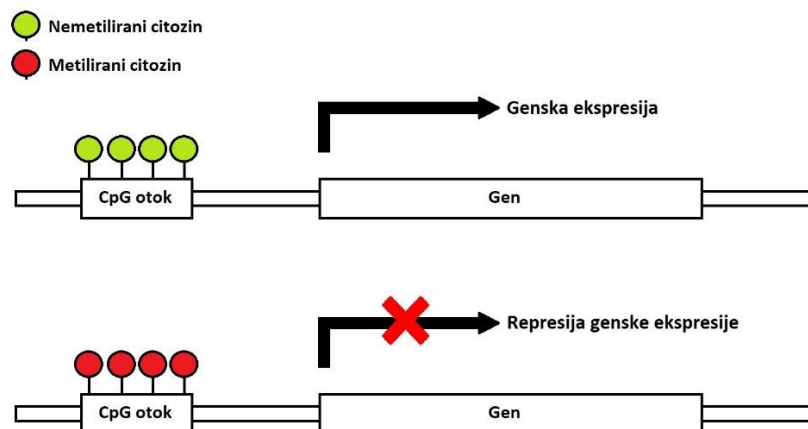 Nemetilirani citozin
Metilirani citozin
Genska ekspresija
CpG otok
Gen
Represija genske ekspresije
CpG otok
Gen